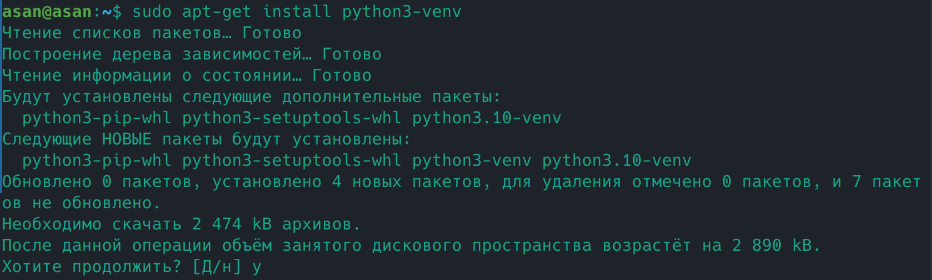 asan@asan:~$ sudo apt-get install python3-venv
Чтение списков пакетов… Готово
Построение дерева зависимостей… Готово
Чтение информации о состоянии… Готово
Будут установлены следующие дополнительные пакеты:
  python3-pip-whl python3-setuptools-whl python3.10-venv
Следующие НОВЫЕ пакеты будут установлены:
  python3-pip-whl python3-setuptools-whl python3-venv python3.10-venv
Обновлено 0 пакетов, установлено 4 новых пакетов, для удаления отмечено 0 пакетов, и 7 пакет
ов не обновлено.
Необходимо скачать 2 474 kB архивов.
После данной операции объём занятого дискового пространства возрастёт на 2 890 kB.
Хотите продолжить? [Д/н] y